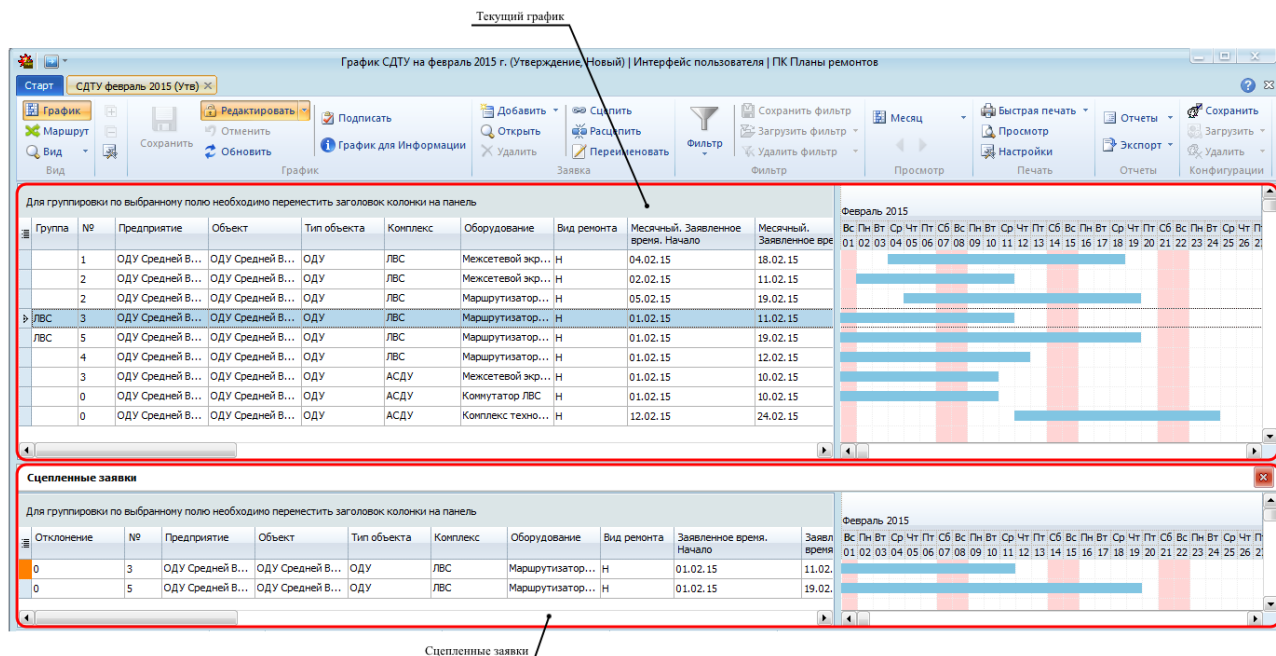 Текущий график
График СДТУ на февраль 2015 г. (Утверждение, Новый) | Интерфейс пользователя | ПК Планы ремонтов
Старт СДТУ февраль 2015 (Утв)
График Редактировать Подписать Добавить Сцепить Сохранить фильтр Месяц Быстрая печать Отчеты Сохранить
Маршрут Сохранить Отменить График для Информации Открыть Расцепить Фильтр Загрузить фильтр Просмотр Экспорт Загрузить
Вид Обновить Удалить Переименовать Удалить фильтр Настройки Удалить
Вид График Заявка Фильтр Просмотр Печать Отчеты Конфигурации
Для группировки по выбранному полю необходимо переместить заголовок колонки на панель
Февраль 2015
Группа № Предприятие Объект Тип объекта Комплекс Оборудование Вид ремонта Месячный. Заявленное время. Начало Месячный. Заявленное вре
Вс Пн Вт Ср Чт Пт Сб Вс Пн Вт Ср Чт Пт Сб Вс Пн Вт Ср Чт Пт Сб Вс Пн Вт Ср Чт П
01 02 03 04 05 06 07 08 09 10 11 12 13 14 15 16 17 18 19 20 21 22 23 24 25 26 2
1 ОДУ Средней В... ОДУ Средней В... ОДУ ЛВС Межсетевой экр... Н 04.02.15 18.02.15
2 ОДУ Средней В... ОДУ Средней В... ОДУ ЛВС Межсетевой экр... Н 02.02.15 11.02.15
2 ОДУ Средней В... ОДУ Средней В... ОДУ ЛВС Маршрутизатор... Н 05.02.15 19.02.15
ЛВС 3 ОДУ Средней В... ОДУ Средней В... ОДУ ЛВС Маршрутизатор... Н 01.02.15 11.02.15
ЛВС 5 ОДУ Средней В... ОДУ Средней В... ОДУ ЛВС Маршрутизатор... Н 01.02.15 19.02.15
4 ОДУ Средней В... ОДУ Средней В... ОДУ ЛВС Маршрутизатор... Н 01.02.15 12.02.15
3 ОДУ Средней В... ОДУ Средней В... ОДУ АСДУ Межсетевой экр... Н 01.02.15 10.02.15
0 ОДУ Средней В... ОДУ Средней В... ОДУ АСДУ Коммутатор ЛВС Н 01.02.15 10.02.15
0 ОДУ Средней В... ОДУ Средней В... ОДУ АСДУ Комплекс техно... Н 12.02.15 24.02.15
Сцепленные заявки
Для группировки по выбранному полю необходимо переместить заголовок колонки на панель
Февраль 2015
Отклонение № Предприятие Объект Тип объекта Комплекс Оборудование Вид ремонта Заявленное время. Начало Заявл время
Вс Пн Вт Ср Чт Пт Сб Вс Пн Вт Ср Чт Пт Сб Вс Пн Вт Ср Чт Пт Сб Вс Пн Вт Ср Чт П
01 02 03 04 05 06 07 08 09 10 11 12 13 14 15 16 17 18 19 20 21 22 23 24 25 26 2
0 3 ОДУ Средней В... ОДУ Средней В... ОДУ ЛВС Маршрутизатор... Н 01.02.15 11.02.
0 5 ОДУ Средней В... ОДУ Средней В... ОДУ ЛВС Маршрутизатор... Н 01.02.15 19.02.
Сцепленные заявки